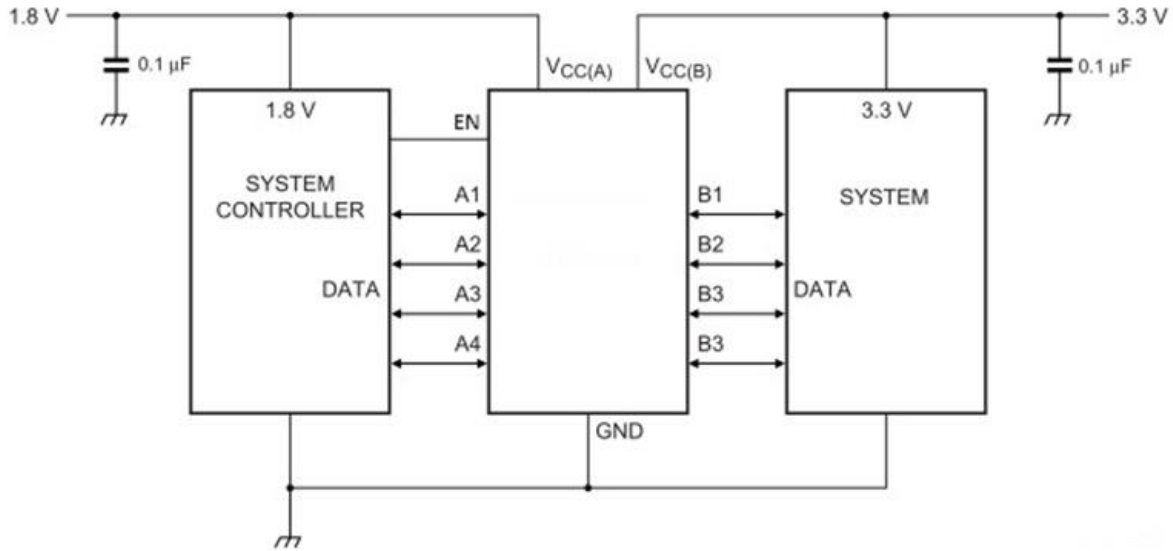 1.8 V
3.3 V
0.1 μF
VCC(A)
VCC(B)
0.1 μF
1.8 V
3.3 V
EN
SYSTEM
CONTROLLER
A1
B1
SYSTEM
A2
B2
DATA
A3
B3
DATA
A4
B3
GND